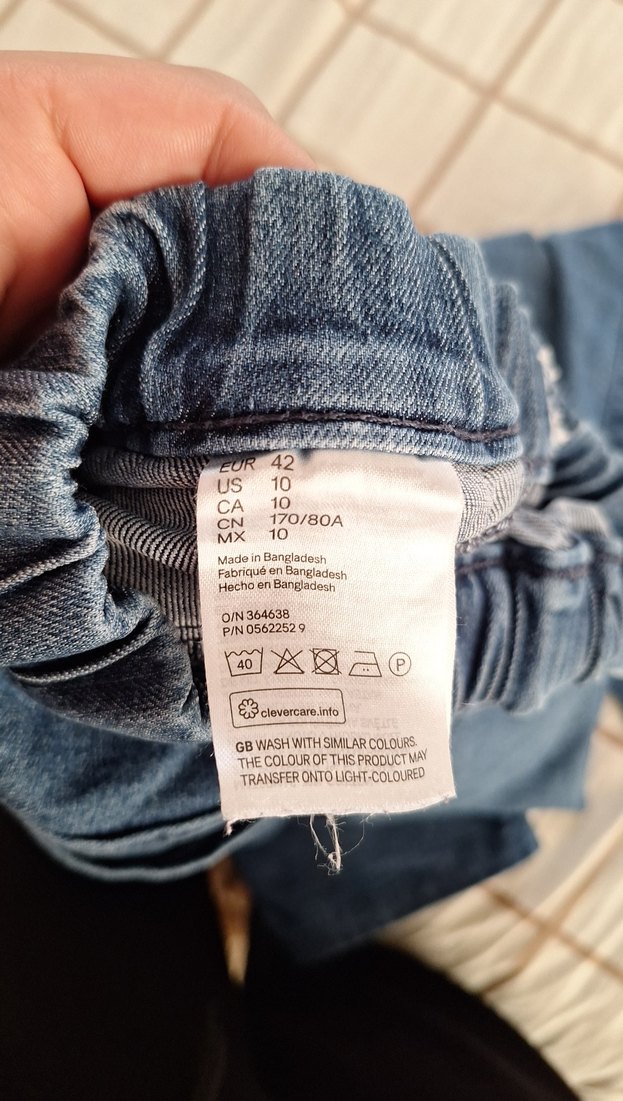 EUR 42
US 10
CA 10
CN 170/80A
MX 10
Made in Bangladesh
Fabriqué en Bangladesh
Hecho en Bangladesh
O/N 364638
P/N 0562252 9
40 P
clevercare.info
GB WASH WITH SIMILAR COLOURS.
THE COLOUR OF THIS PRODUCT MAY
TRANSFER ONTO LIGHT-COLOURED